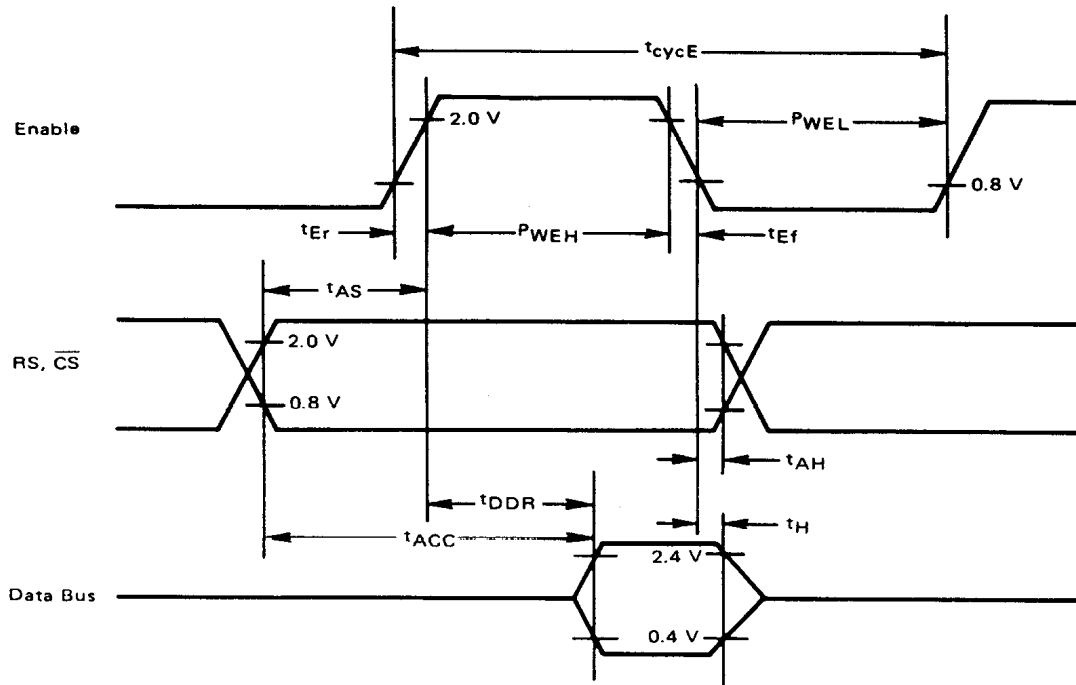 tcycE
Enable
2.0 V
PWEL
0.8 V
tEr
PWEH
tEf
tAS
RS, C̅S̅
2.0 V
0.8 V
tAH
tDDR
tH
tACC
2.4 V
Data Bus
0.4 V